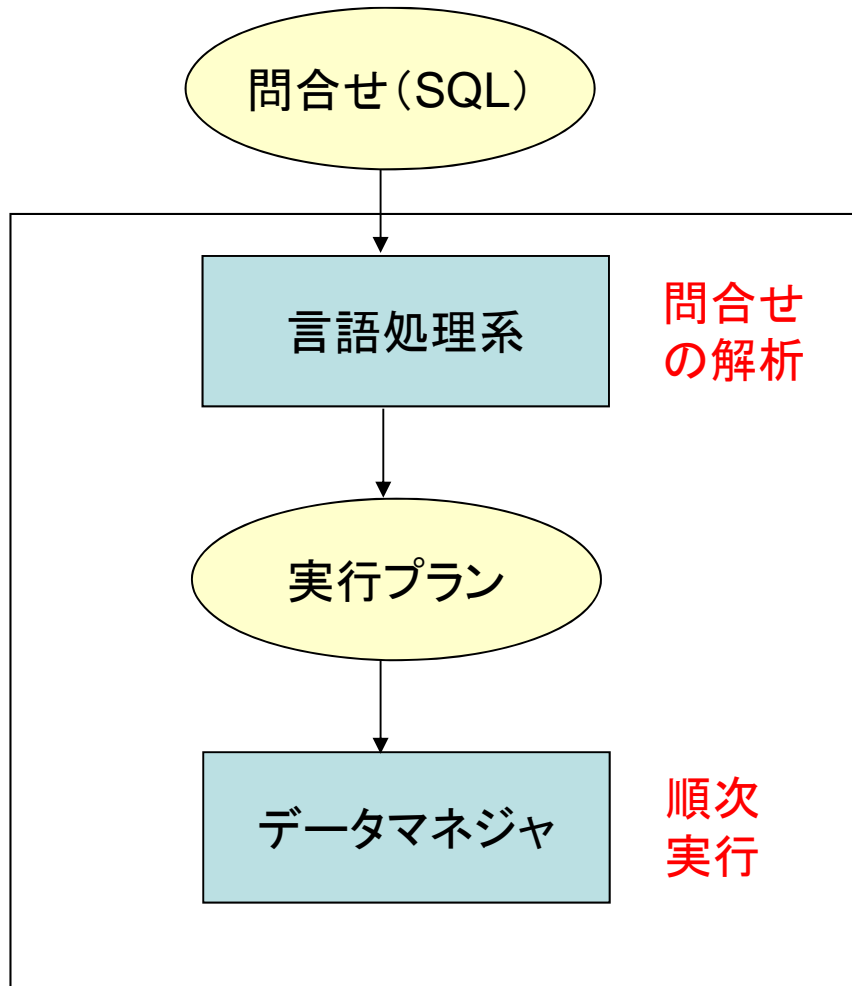 問合せ（SQL）
言語処理系
問合せ
の解析
実行プラン
データマネジャ
順次
実行